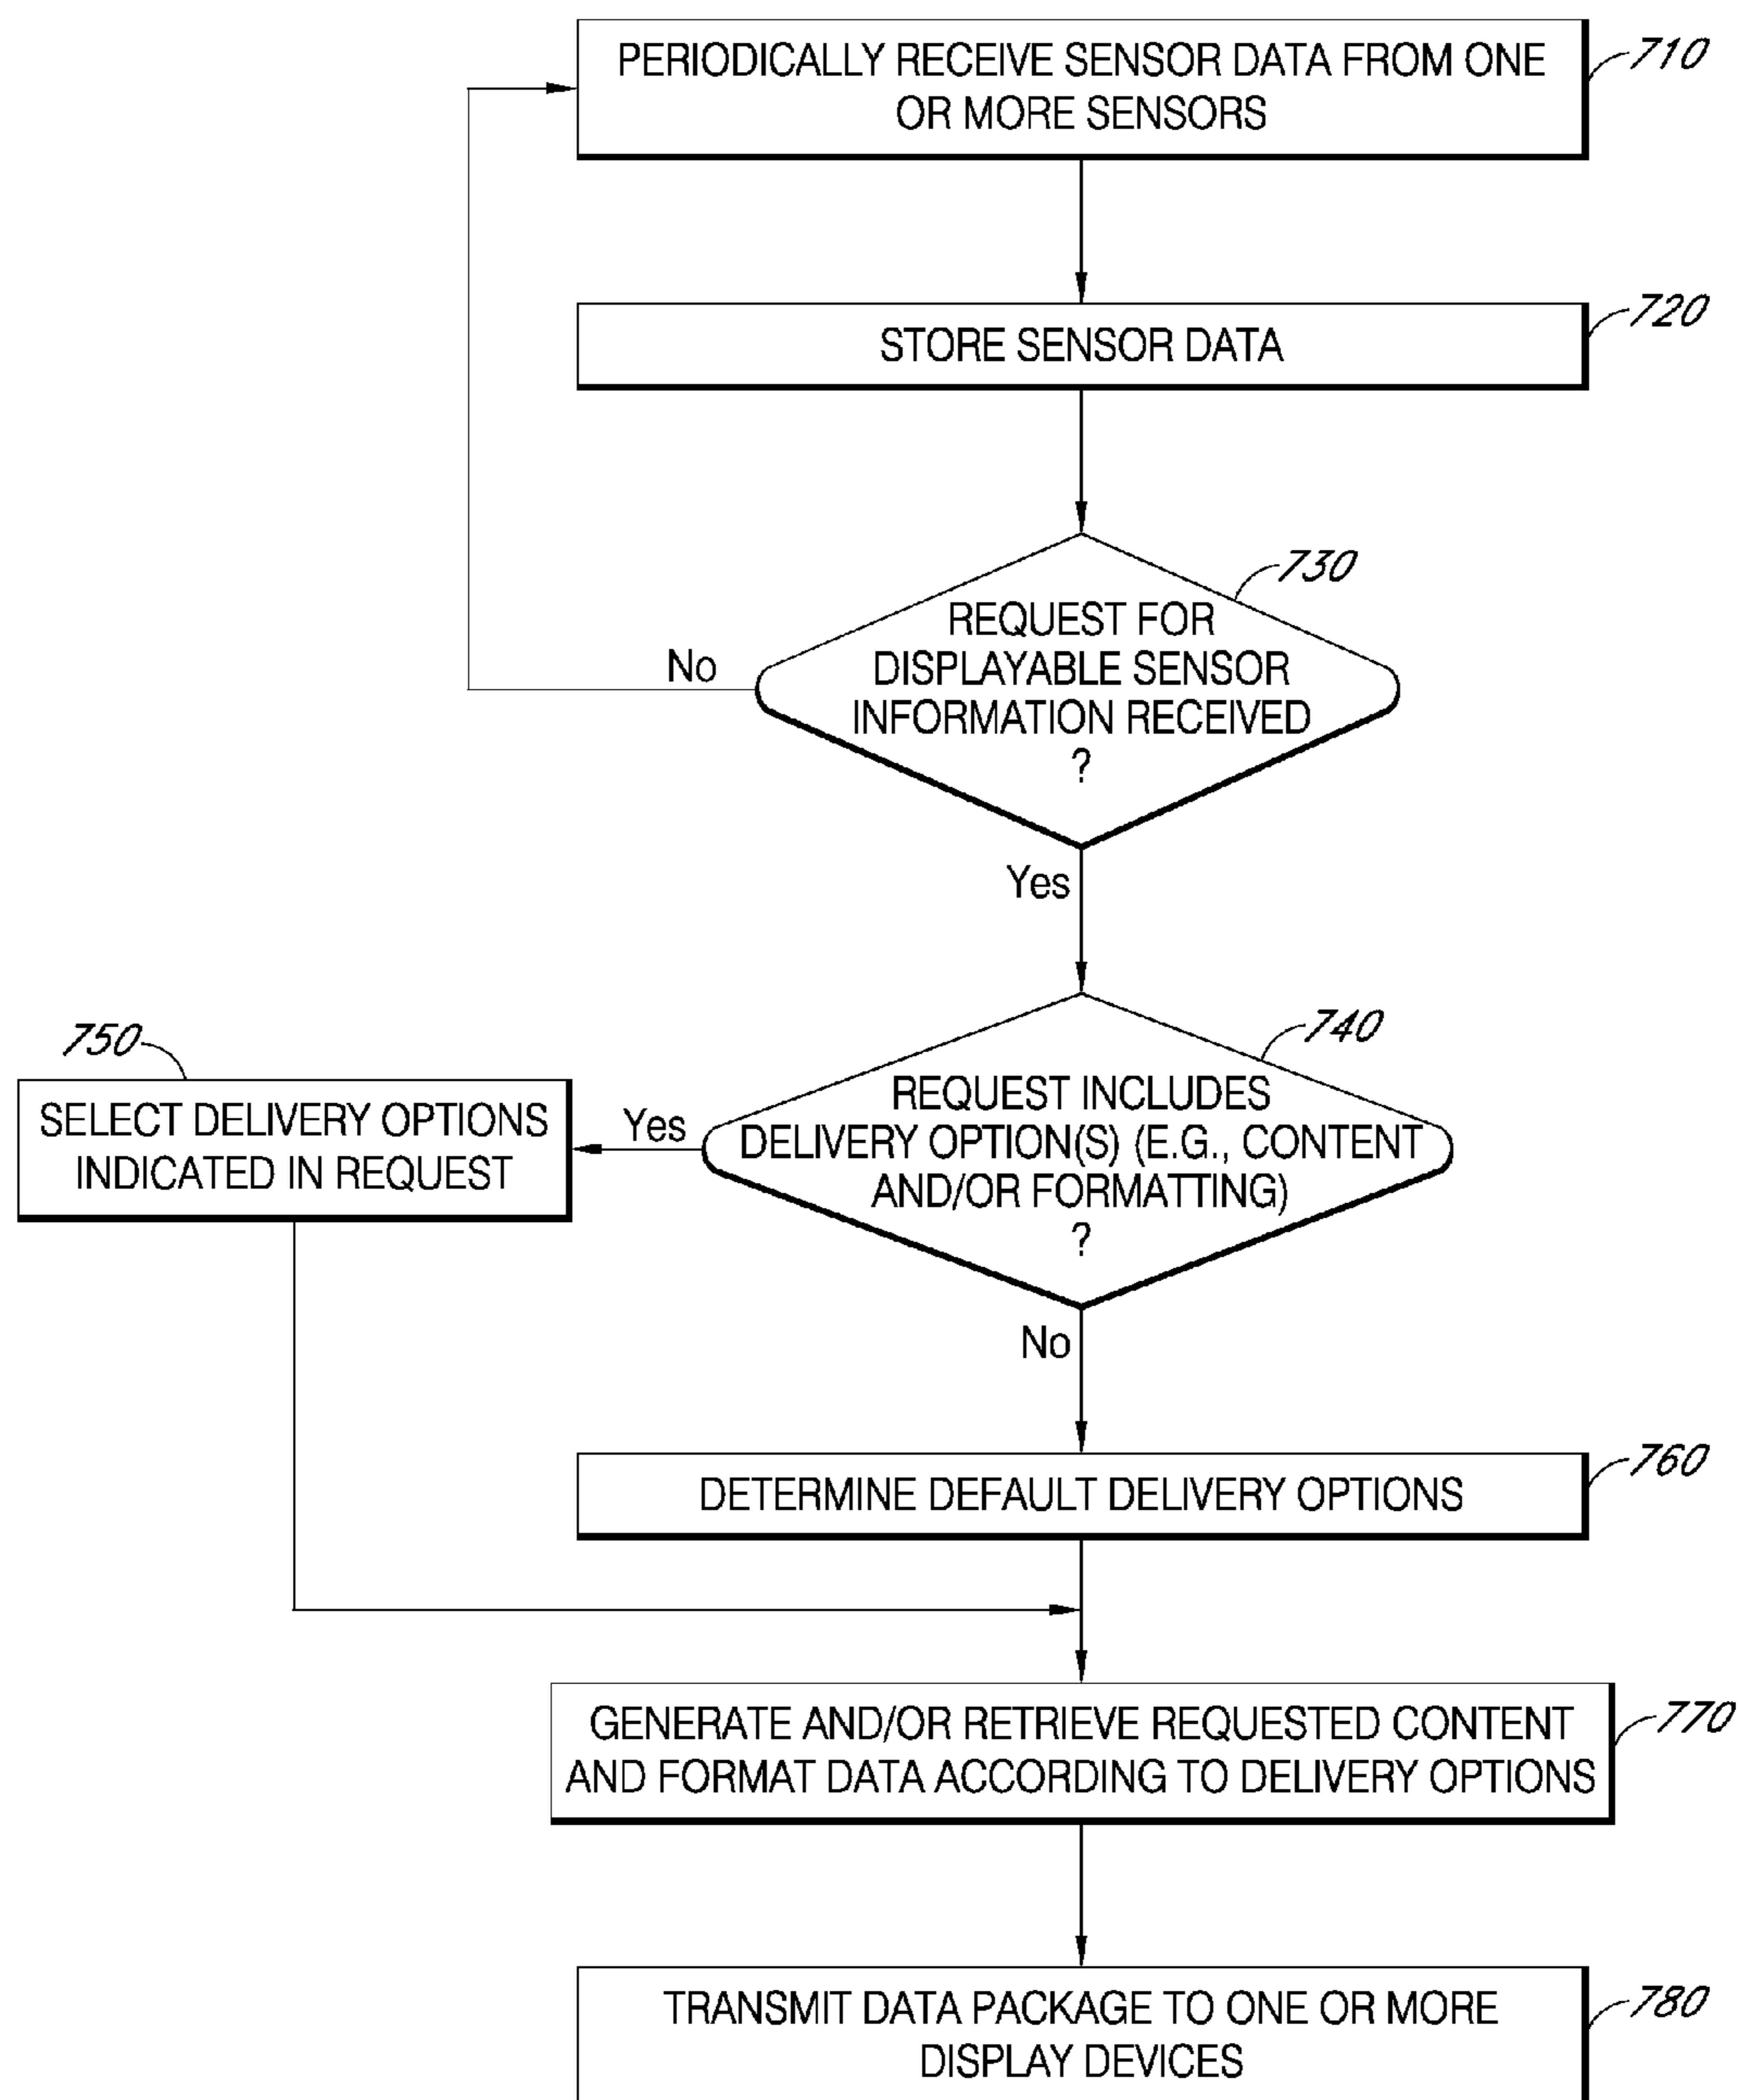 PERIODICALLY RECEIVE SENSOR DATA FROM ONE
OR MORE SENSORS
710
STORE SENSOR DATA
720
730
REQUEST FOR
DISPLAYABLE SENSOR
INFORMATION RECEIVED
?
No
Yes
740
750
REQUEST INCLUDES
DELIVERY OPTION(S) (E.G., CONTENT
AND/OR FORMATTING)
?
Yes
SELECT DELIVERY OPTIONS
INDICATED IN REQUEST
No
DETERMINE DEFAULT DELIVERY OPTIONS
760
GENERATE AND/OR RETRIEVE REQUESTED CONTENT
AND FORMAT DATA ACCORDING TO DELIVERY OPTIONS
770
TRANSMIT DATA PACKAGE TO ONE OR MORE
DISPLAY DEVICES
780